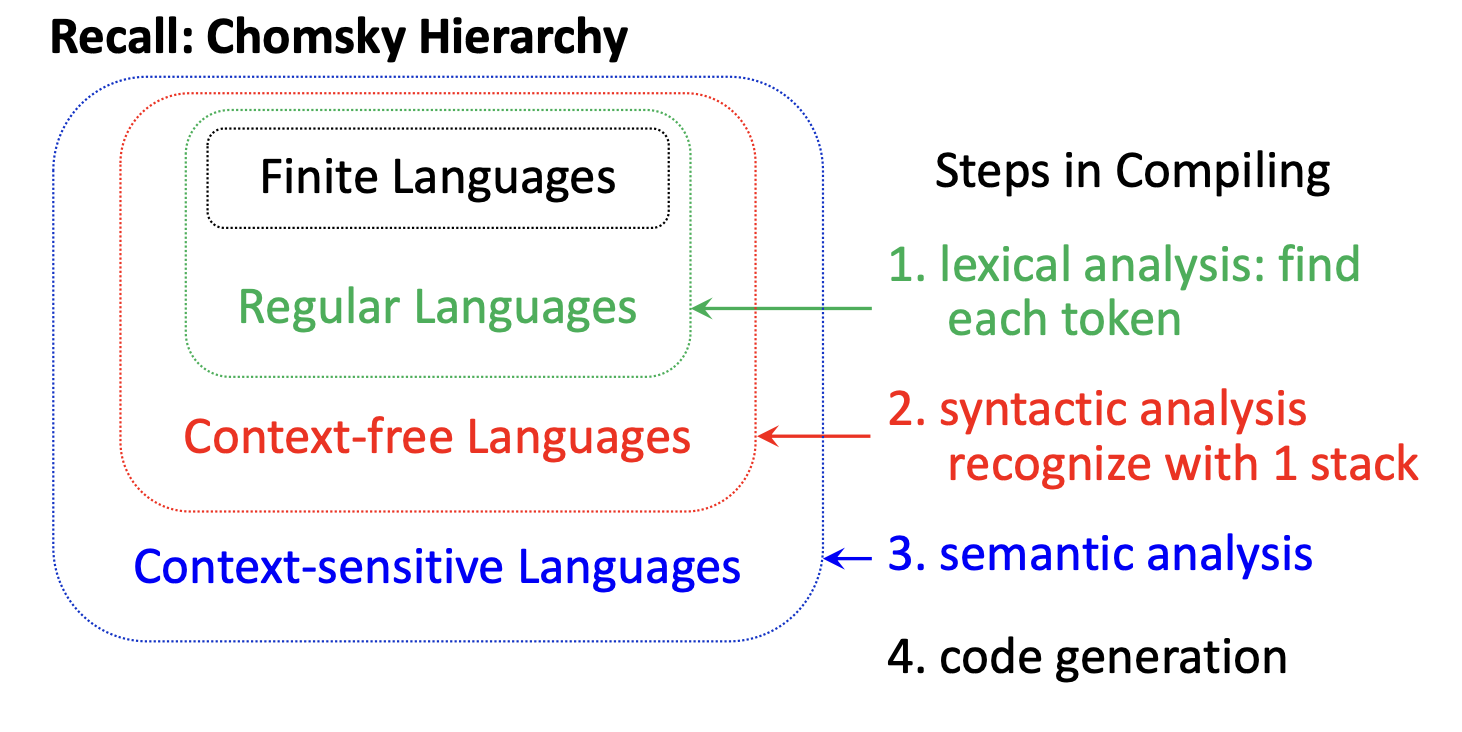 Recall: Chomsky Hierarchy
Finite Languages
Regular Languages
Context-free Languages
Context-sensitive Languages
Steps in Compiling
1. lexical analysis: find
each token
2. syntactic analysis
recognize with 1 stack
3. semantic analysis
4. code generation